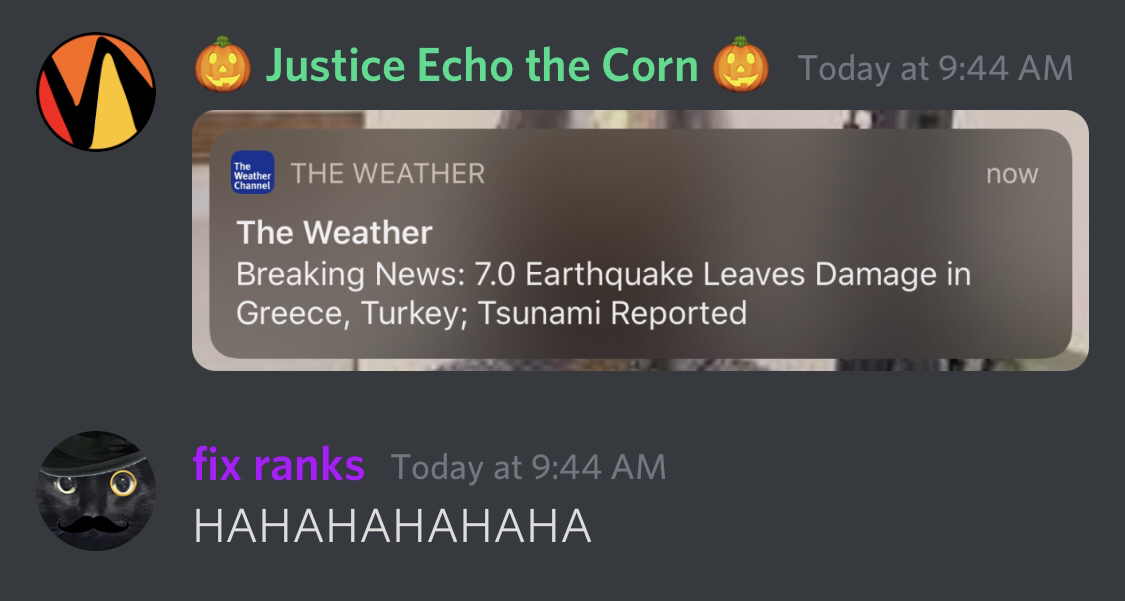 🎃 Justice Echo the Corn 🎃 Today at 9:44 AM
The
Weather
Channel
THE WEATHER now
The Weather
Breaking News: 7.0 Earthquake Leaves Damage in
Greece, Turkey; Tsunami Reported
fix ranks Today at 9:44 AM
HAHAHAHAHAHA